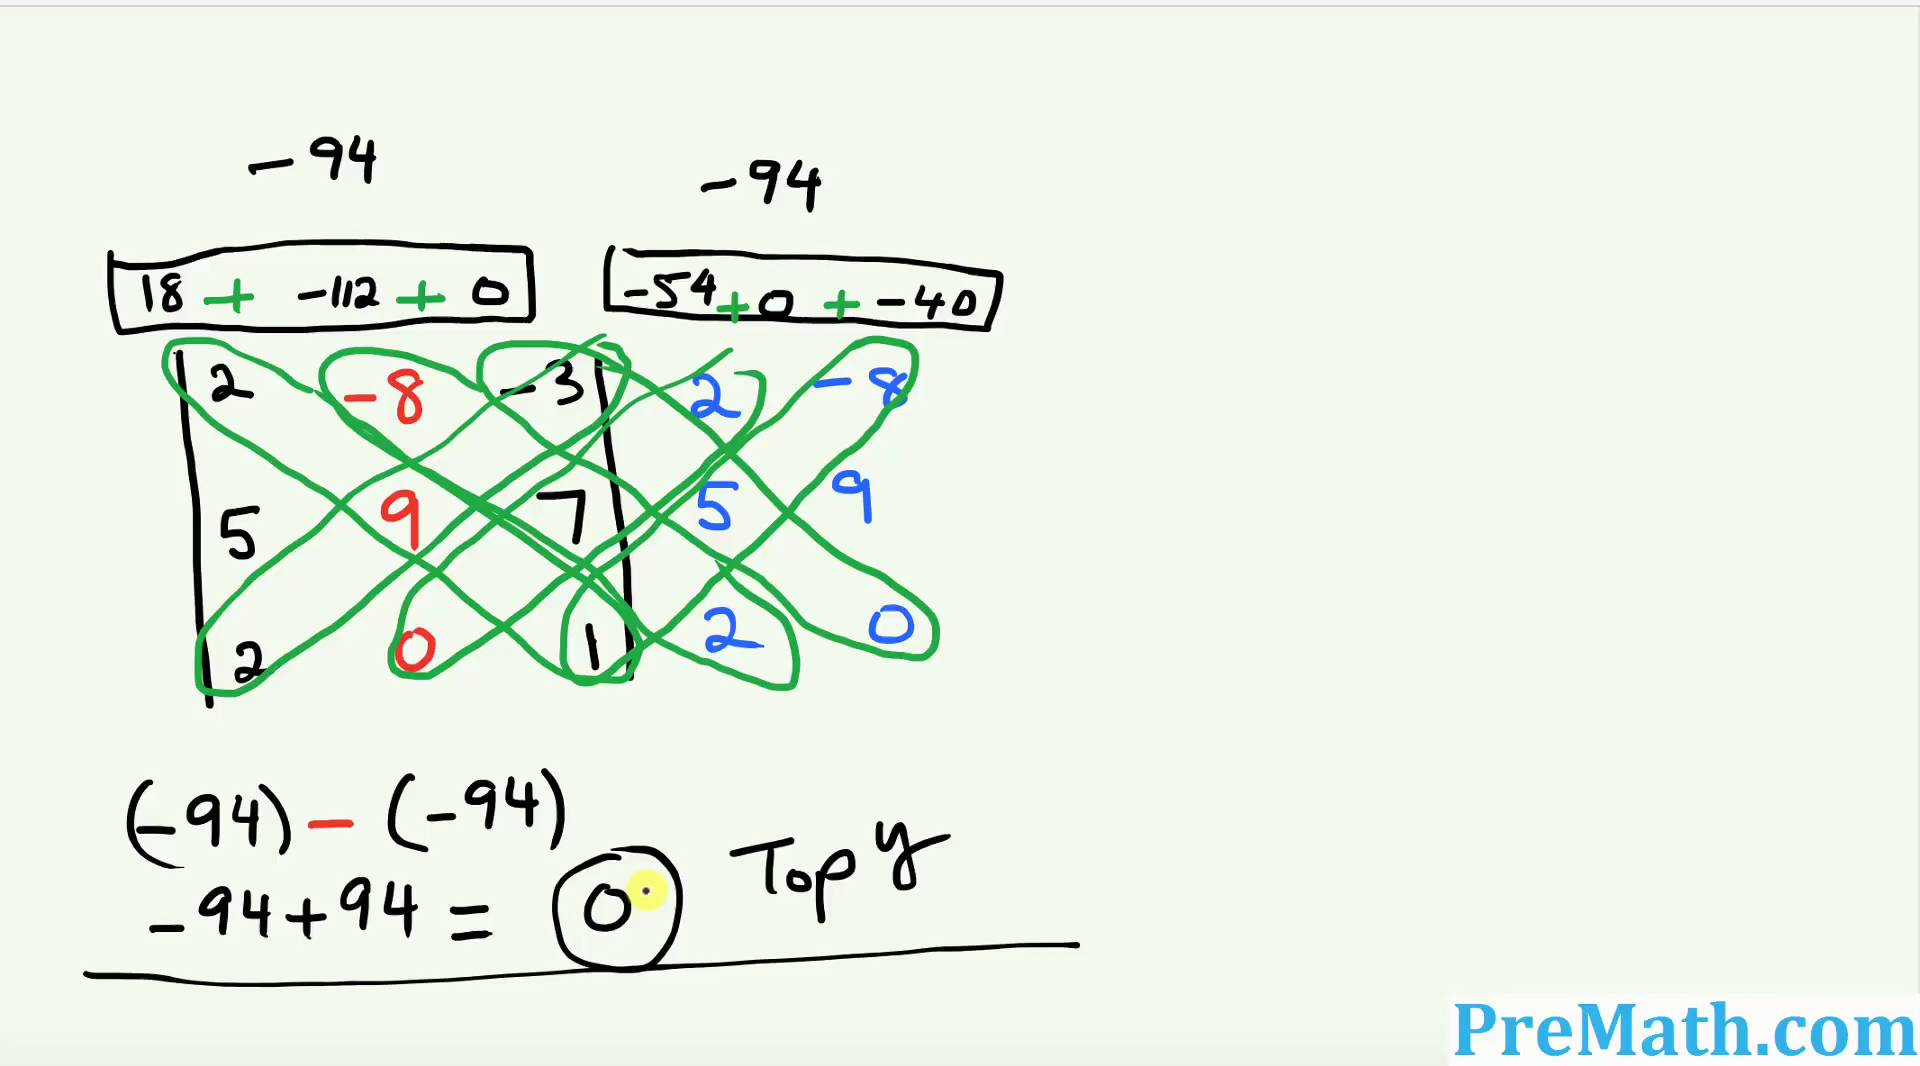 -94 -94
18 + -112 + 0 -54 + 0 + -40
2 -8 -3 2 -8
5 9 7 5 9
2 0 1 2 0
(-94) - (-94)
-94 + 94 = 0 Top y
PreMath.com